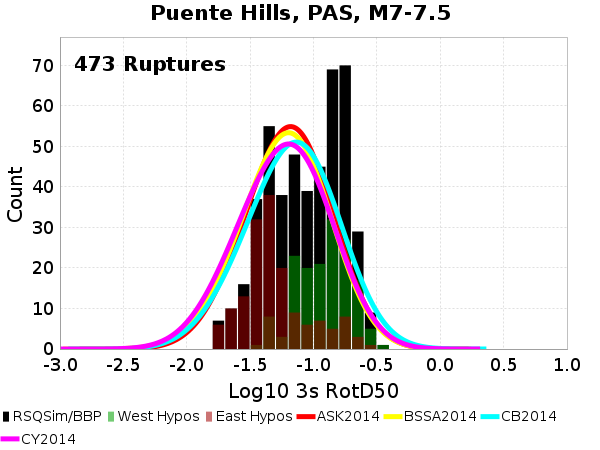 Puente Hills, PAS, M7-7.5
473 Ruptures
Count
70
60
50
40
30
20
10
0
-3.0 -2.5 -2.0 -1.5 -1.0 -0.5 0.0 0.5 1.0
Log10 3s RotD50
RSQSim/BBP West Hypos East Hypos ASK2014 BSSA2014 CB2014
CY2014